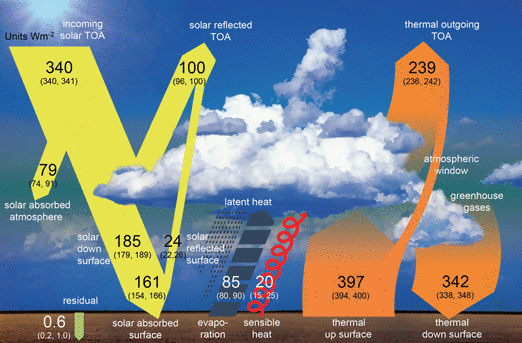 incoming
solar TOA
Units Wm-2
340
(340, 341)
solar reflected
TOA
100
(96, 100)
thermal outgoing
TOA
239
(236, 242)
79
(74, 91)
solar absorbed
atmosphere
atmospheric
window
greenhouse
gases
latent heat
solar
down
surface
185
(179, 189)
24
(22,26)
solar
reflected
surface
161
(154, 166)
85
(80, 90)
20
(15, 25)
397
(394, 400)
342
(338, 348)
residual
0.6
(0.2, 1.0)
solar absorbed
surface
evapo-
ration
sensible
heat
thermal
up surface
thermal
down surface